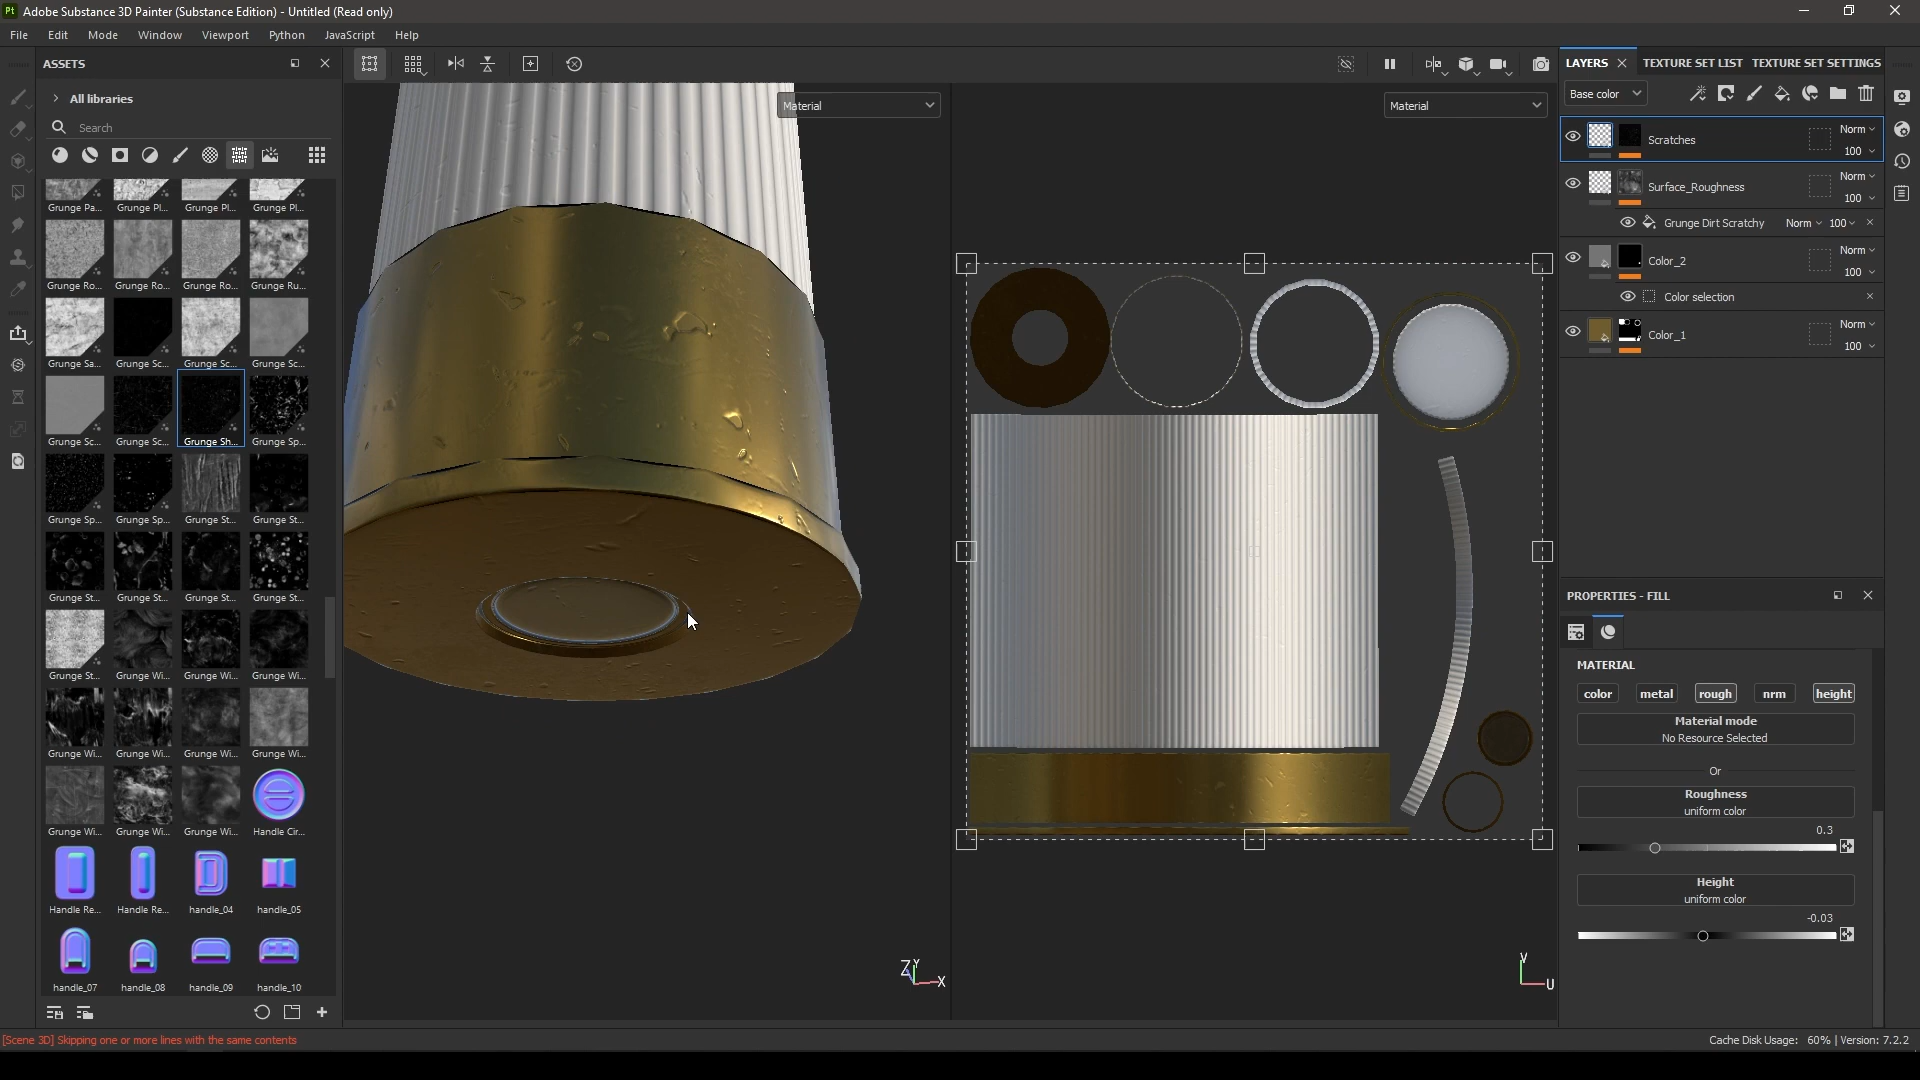 Pt Adobe Substance 3D Painter (Substance Edition) - Untitled (Read only)
File Edit Mode Window Viewport Python JavaScript Help
ASSETS
All libraries
Search
Grunge Pa... Grunge Pl... Grunge Pl... Grunge Pl...
Grunge Ro... Grunge Ro... Grunge Ro... Grunge Ru...
Grunge Sa... Grunge Sc... Grunge Sc... Grunge Sc...
Grunge Sc... Grunge Sc... Grunge Sh... Grunge Sp...
Grunge Sp... Grunge Sp... Grunge St... Grunge St...
Grunge St... Grunge St... Grunge St... Grunge St...
Grunge St... Grunge Wi... Grunge Wi... Grunge Wi...
Grunge Wi... Grunge Wi... Grunge Wi... Grunge Wi...
Grunge Wi... Grunge Wi... Grunge Wi... Handle Cir...
Handle Re... Handle Re... handle_04 handle_05
handle_07 handle_08 handle_09 handle_10
Material
Z Y X
Material
V U
LAYERS TEXTURE SET LIST TEXTURE SET SETTINGS
Base color
Scratches Norm 100
Surface_Roughness Norm 100
Grunge Dirt Scratchy Norm 100
Color_2 Norm 100
Color selection
Color_1 Norm 100
PROPERTIES - FILL
MATERIAL
color metal rough nrm height
Material mode
No Resource Selected
Or
Roughness
uniform color
0.3
Height
uniform color
-0.03
[Scene 3D] Skipping one or more lines with the same contents
Cache Disk Usage: 60% | Version: 7.2.2